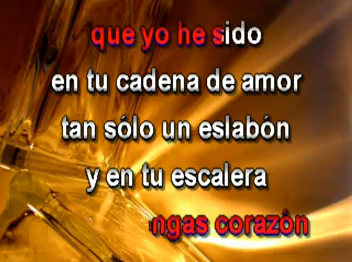 que yo he sido
en tu cadena de amor
tan sólo un eslabón
y en tu escalera
ngas corazón